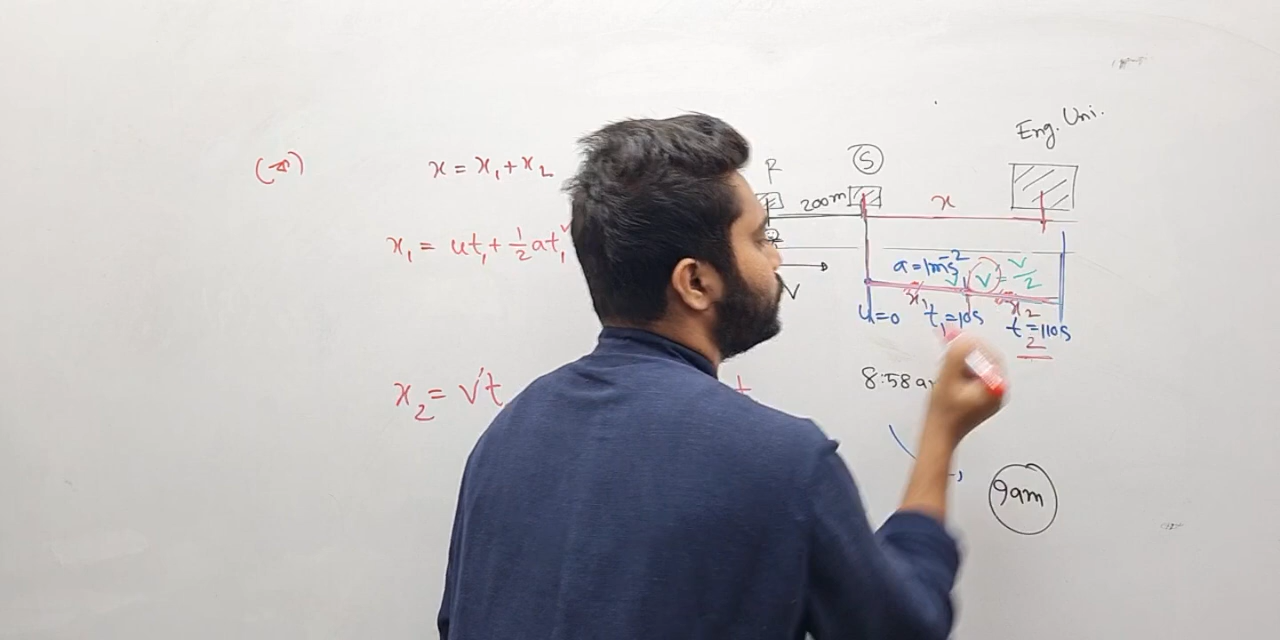 Eng. Uni.
(ক)
x = x₁ + x₂
R
S
200m
x
x₁ = ut₁ + ½at₁²
a = 1ms⁻²
v' = v/2
V
x₁
x₂
u = 0
t₁ = 10s
t₂ = 110s
8:58 a
x₂ = v't
t
9am